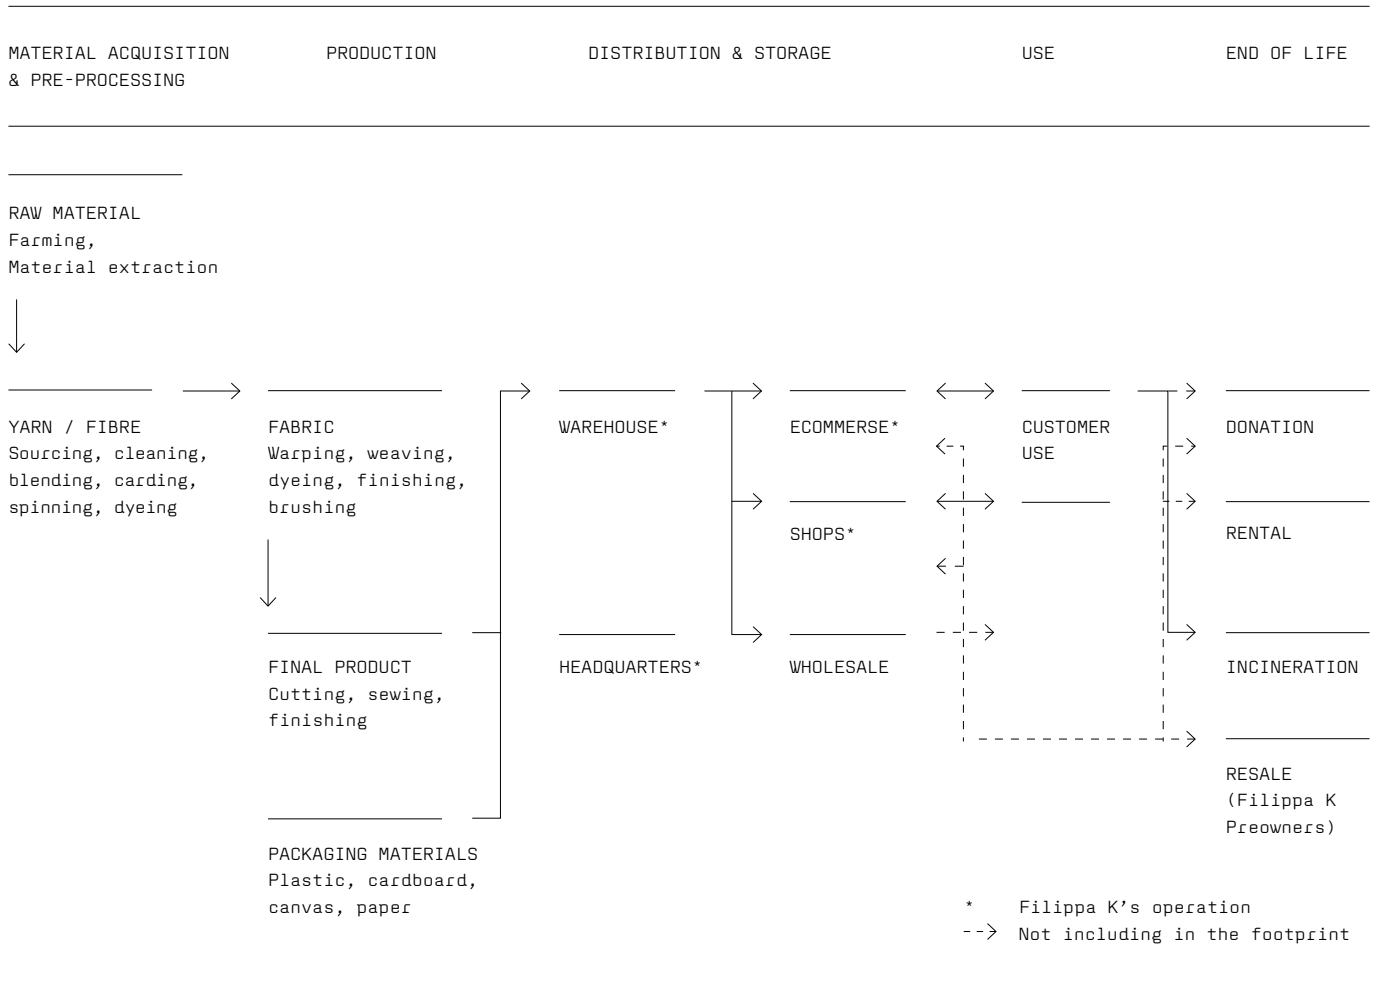 MATERIAL ACQUISITION
& PRE-PROCESSING
PRODUCTION
DISTRIBUTION & STORAGE
USE
END OF LIFE
RAW MATERIAL
Farming,
Material extraction
YARN / FIBRE
Sourcing, cleaning,
blending, carding,
spinning, dyeing
FABRIC
Warping, weaving,
dyeing, finishing,
brushing
FINAL PRODUCT
Cutting, sewing,
finishing
PACKAGING MATERIALS
Plastic, cardboard,
canvas, paper
WAREHOUSE*
HEADQUARTERS*
ECOMMERSE*
SHOPS*
WHOLESALE
CUSTOMER
USE
DONATION
RENTAL
INCINERATION
RESALE
(Filippa K
Preowners)
* Filippa K’s operation
Not including in the footprint